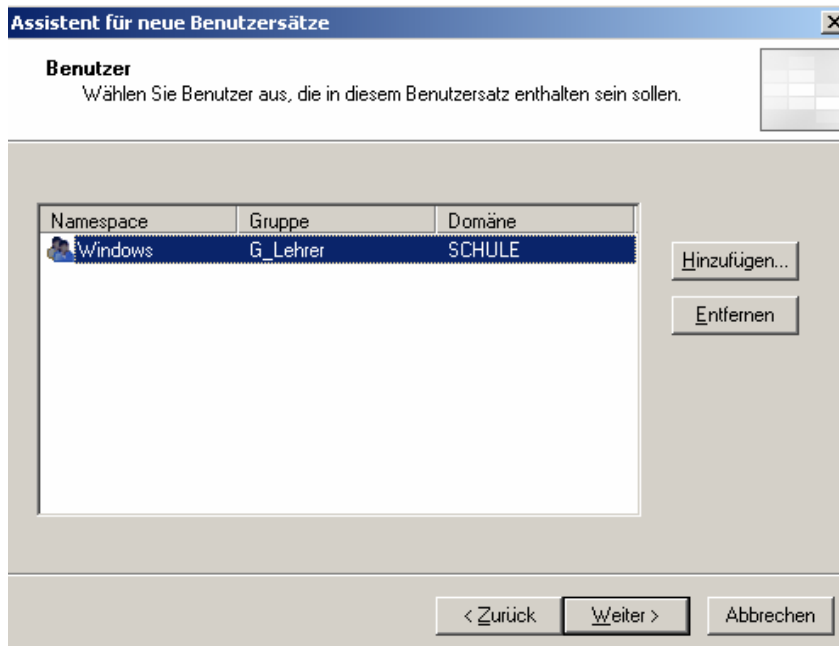 Assistent für neue Benutzersätze
Benutzer
Wählen Sie Benutzer aus, die in diesem Benutzersatz enthalten sein sollen.
Namespace Gruppe Domäne
Windows G_Lehrer SCHULE
Hinzufügen...
Entfernen
< Zurück Weiter > Abbrechen